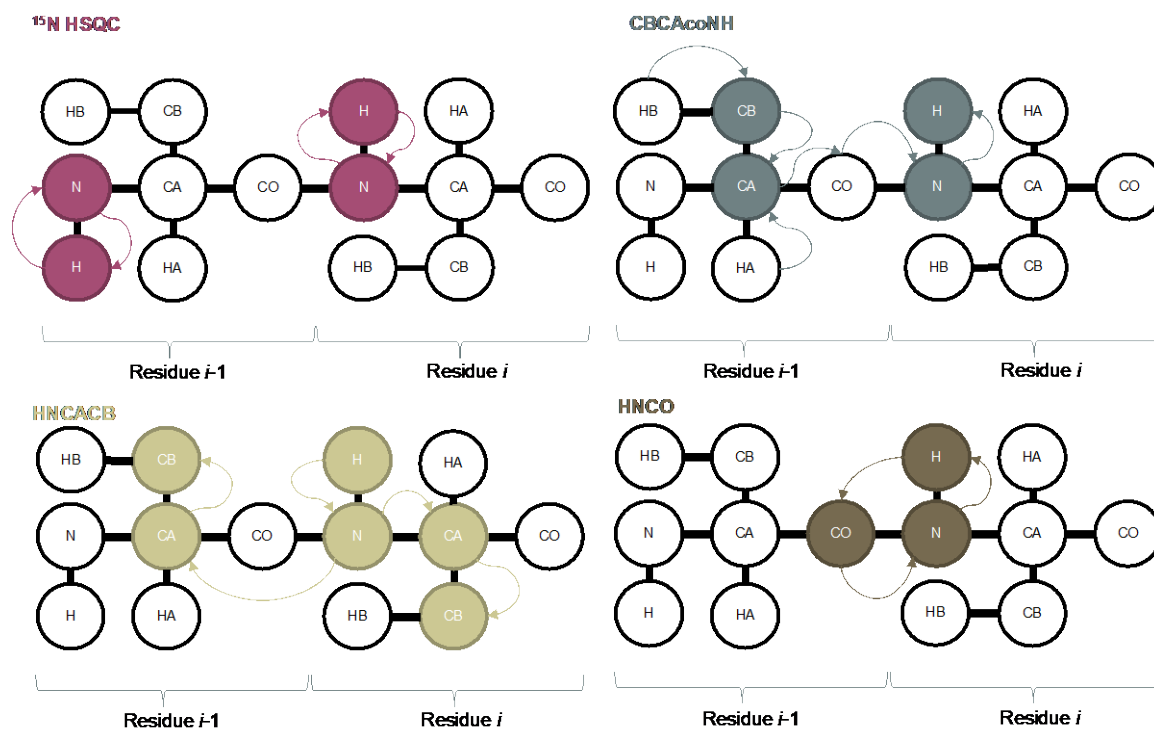 ¹⁵N HSQC
HB CB H HA
N CA CO N CA CO
H HA HB CB
Residue i-1 Residue i
CBCAcoNH
HB CB H HA
N CA CO N CA CO
H HA HB CB
Residue i-1 Residue i
HNCACB
HB CB H HA
N CA CO N CA CO
H HA HB CB
Residue i-1 Residue i
HNCO
HB CB H HA
N CA CO N CA CO
H HA HB CB
Residue i-1 Residue i